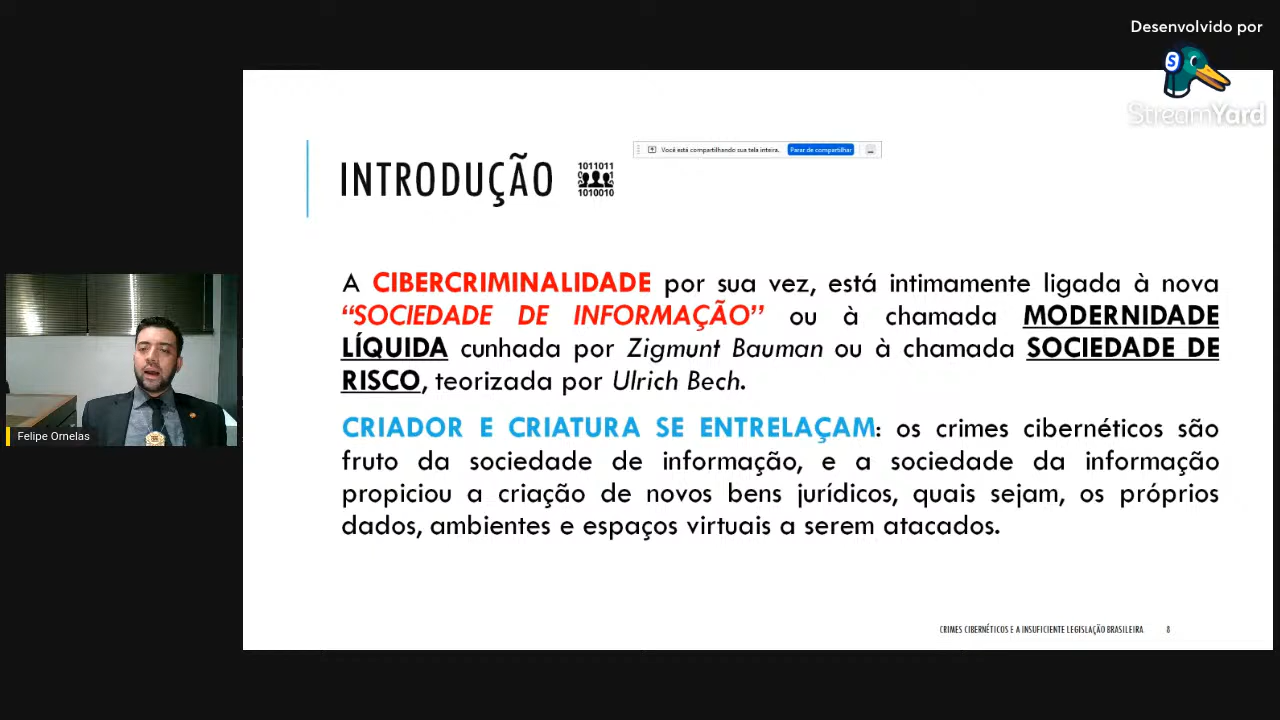 Desenvolvido por
S
StreamYard
Você está compartilhando sua tela inteira.
Parar de compartilhar
INTRODUÇÃO
1011011
1010010
A CIBERCRIMINALIDADE por sua vez, está intimamente ligada à nova
“SOCIEDADE DE INFORMAÇÃO” ou à chamada MODERNIDADE
LÍQUIDA cunhada por Zigmunt Bauman ou à chamada SOCIEDADE DE
RISCO, teorizada por Ulrich Bech.
CRIADOR E CRIATURA SE ENTRELAÇAM: os crimes cibernéticos são
fruto da sociedade de informação, e a sociedade da informação
propiciou a criação de novos bens jurídicos, quais sejam, os próprios
dados, ambientes e espaços virtuais a serem atacados.
Felipe Ornelas
CRIMES CIBERNÉTICOS E A INSUFICIENTE LEGISLAÇÃO BRASILEIRA 8